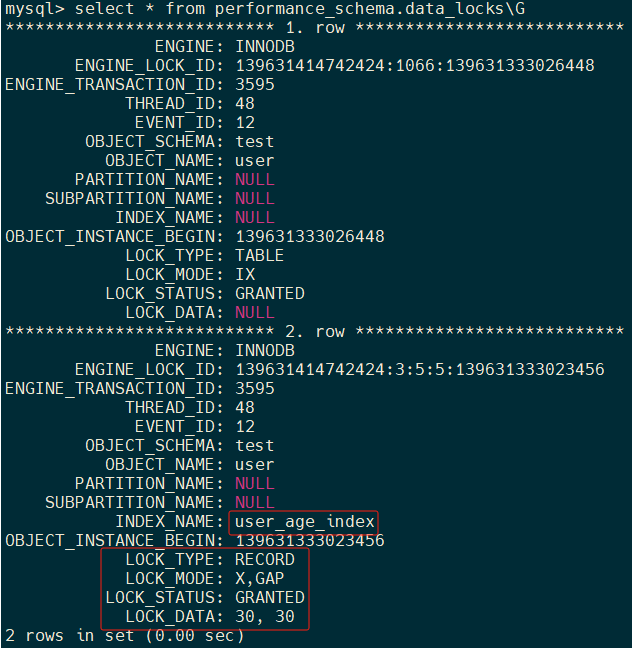 mysql> select * from performance_schema.data_locks\G
*************************** 1. row ***************************
ENGINE: INNODB
ENGINE_LOCK_ID: 139631414742424:1066:139631333026448
ENGINE_TRANSACTION_ID: 3595
THREAD_ID: 48
EVENT_ID: 12
OBJECT_SCHEMA: test
OBJECT_NAME: user
PARTITION_NAME: NULL
SUBPARTITION_NAME: NULL
INDEX_NAME: NULL
OBJECT_INSTANCE_BEGIN: 139631333026448
LOCK_TYPE: TABLE
LOCK_MODE: IX
LOCK_STATUS: GRANTED
LOCK_DATA: NULL
*************************** 2. row ***************************
ENGINE: INNODB
ENGINE_LOCK_ID: 139631414742424:3:5:5:139631333023456
ENGINE_TRANSACTION_ID: 3595
THREAD_ID: 48
EVENT_ID: 12
OBJECT_SCHEMA: test
OBJECT_NAME: user
PARTITION_NAME: NULL
SUBPARTITION_NAME: NULL
INDEX_NAME: user_age_index
OBJECT_INSTANCE_BEGIN: 139631333023456
LOCK_TYPE: RECORD
LOCK_MODE: X,GAP
LOCK_STATUS: GRANTED
LOCK_DATA: 30, 30
2 rows in set (0.00 sec)